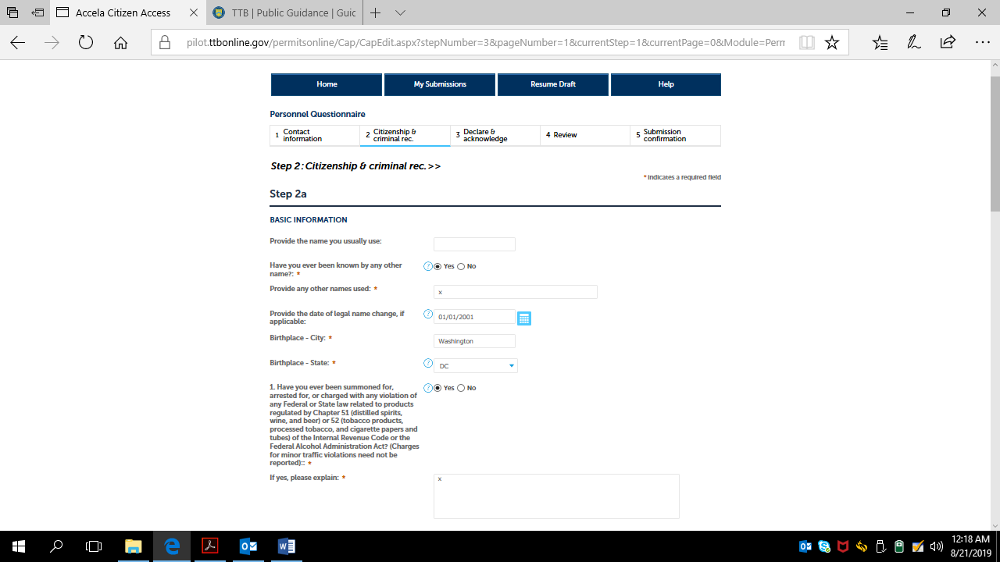 Accela Citizen Access
TTB | Public Guidance | Guic
pilot.ttbonline.gov/permitsonline/Cap/CapEdit.aspx?stepNumber=3&pageNumber=1&currentStep=1&currentPage=0&Module=Perm
Home
My Submissions
Resume Draft
Help
Personnel Questionnaire
1 Contact information
2 Citizenship & criminal rec.
3 Declare & acknowledge
4 Review
5 Submission confirmation
Step 2: Citizenship & criminal rec.>>
* indicates a required field
Step 2a
BASIC INFORMATION
Provide the name you usually use:
Have you ever been known by any other
name?: *
? Yes No
Provide any other names used: *
x
Provide the date of legal name change, if
applicable:
? 01/01/2001
Birthplace - City: *
Washington
Birthplace - State: *
? DC
1. Have you ever been summoned for,
arrested for, or charged with any violation of
any Federal or State law related to products
regulated by Chapter 51 (distilled spirits,
wine, and beer) or 52 (tobacco products,
processed tobacco, and cigarette papers and
tubes) of the Internal Revenue Code or the
Federal Alcohol Administration Act? (Charges
for minor traffic violations need not be
reported):: *
? Yes No
If yes, please explain: *
x
12:18 AM
8/21/2019